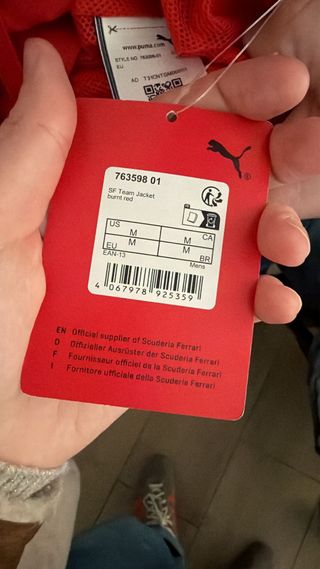 www.puma.com
STYLE NO. 763598-01
EU
AD
763598 01
SF Team Jacket
burnt red
US M M CA
EU M M BR
EAN-13 Mens
4 067978 925359
EN Official supplier of Scuderia Ferrari
D Offizieller Ausrüster der Scuderia Ferrari
F Fournisseur officiel de la Scuderia Ferrari
I Fornitore ufficiale della Scuderia Ferrari